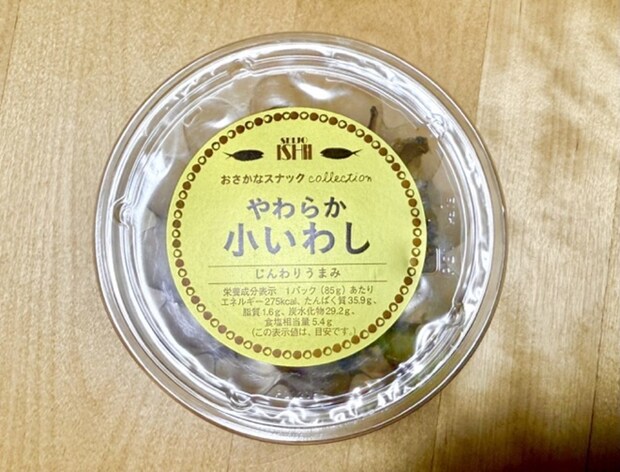 SEIJO
ISHII
おさかなスナック collection
やわらか
小いわし
じんわりうまみ
栄養成分表示 1パック(85g)あたり
エネルギー275kcal、たんぱく質35.9g、
脂質1.6g、炭水化物29.2g、
食塩相当量5.4g
(この表示値は、目安です。)